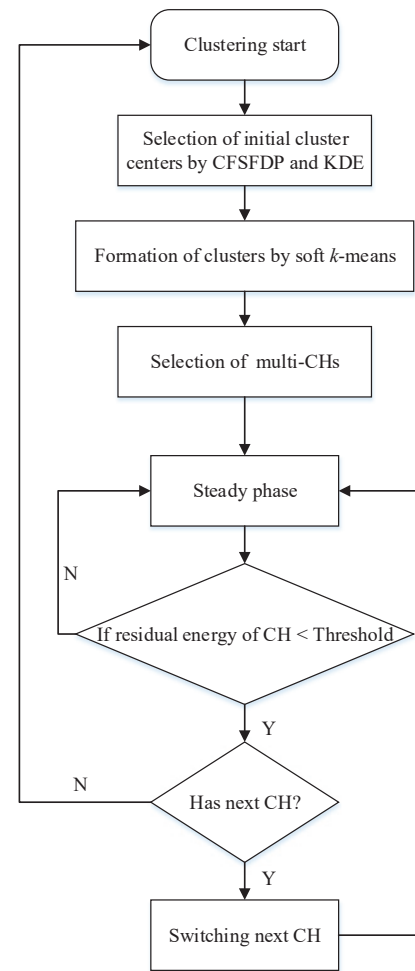 Clustering start
Selection of initial cluster
centers by CFSFDP and KDE
Formation of clusters by soft k-means
Selection of multi-CHs
Steady phase
N
If residual energy of CH < Threshold
Y
N
Has next CH?
Y
Switching next CH